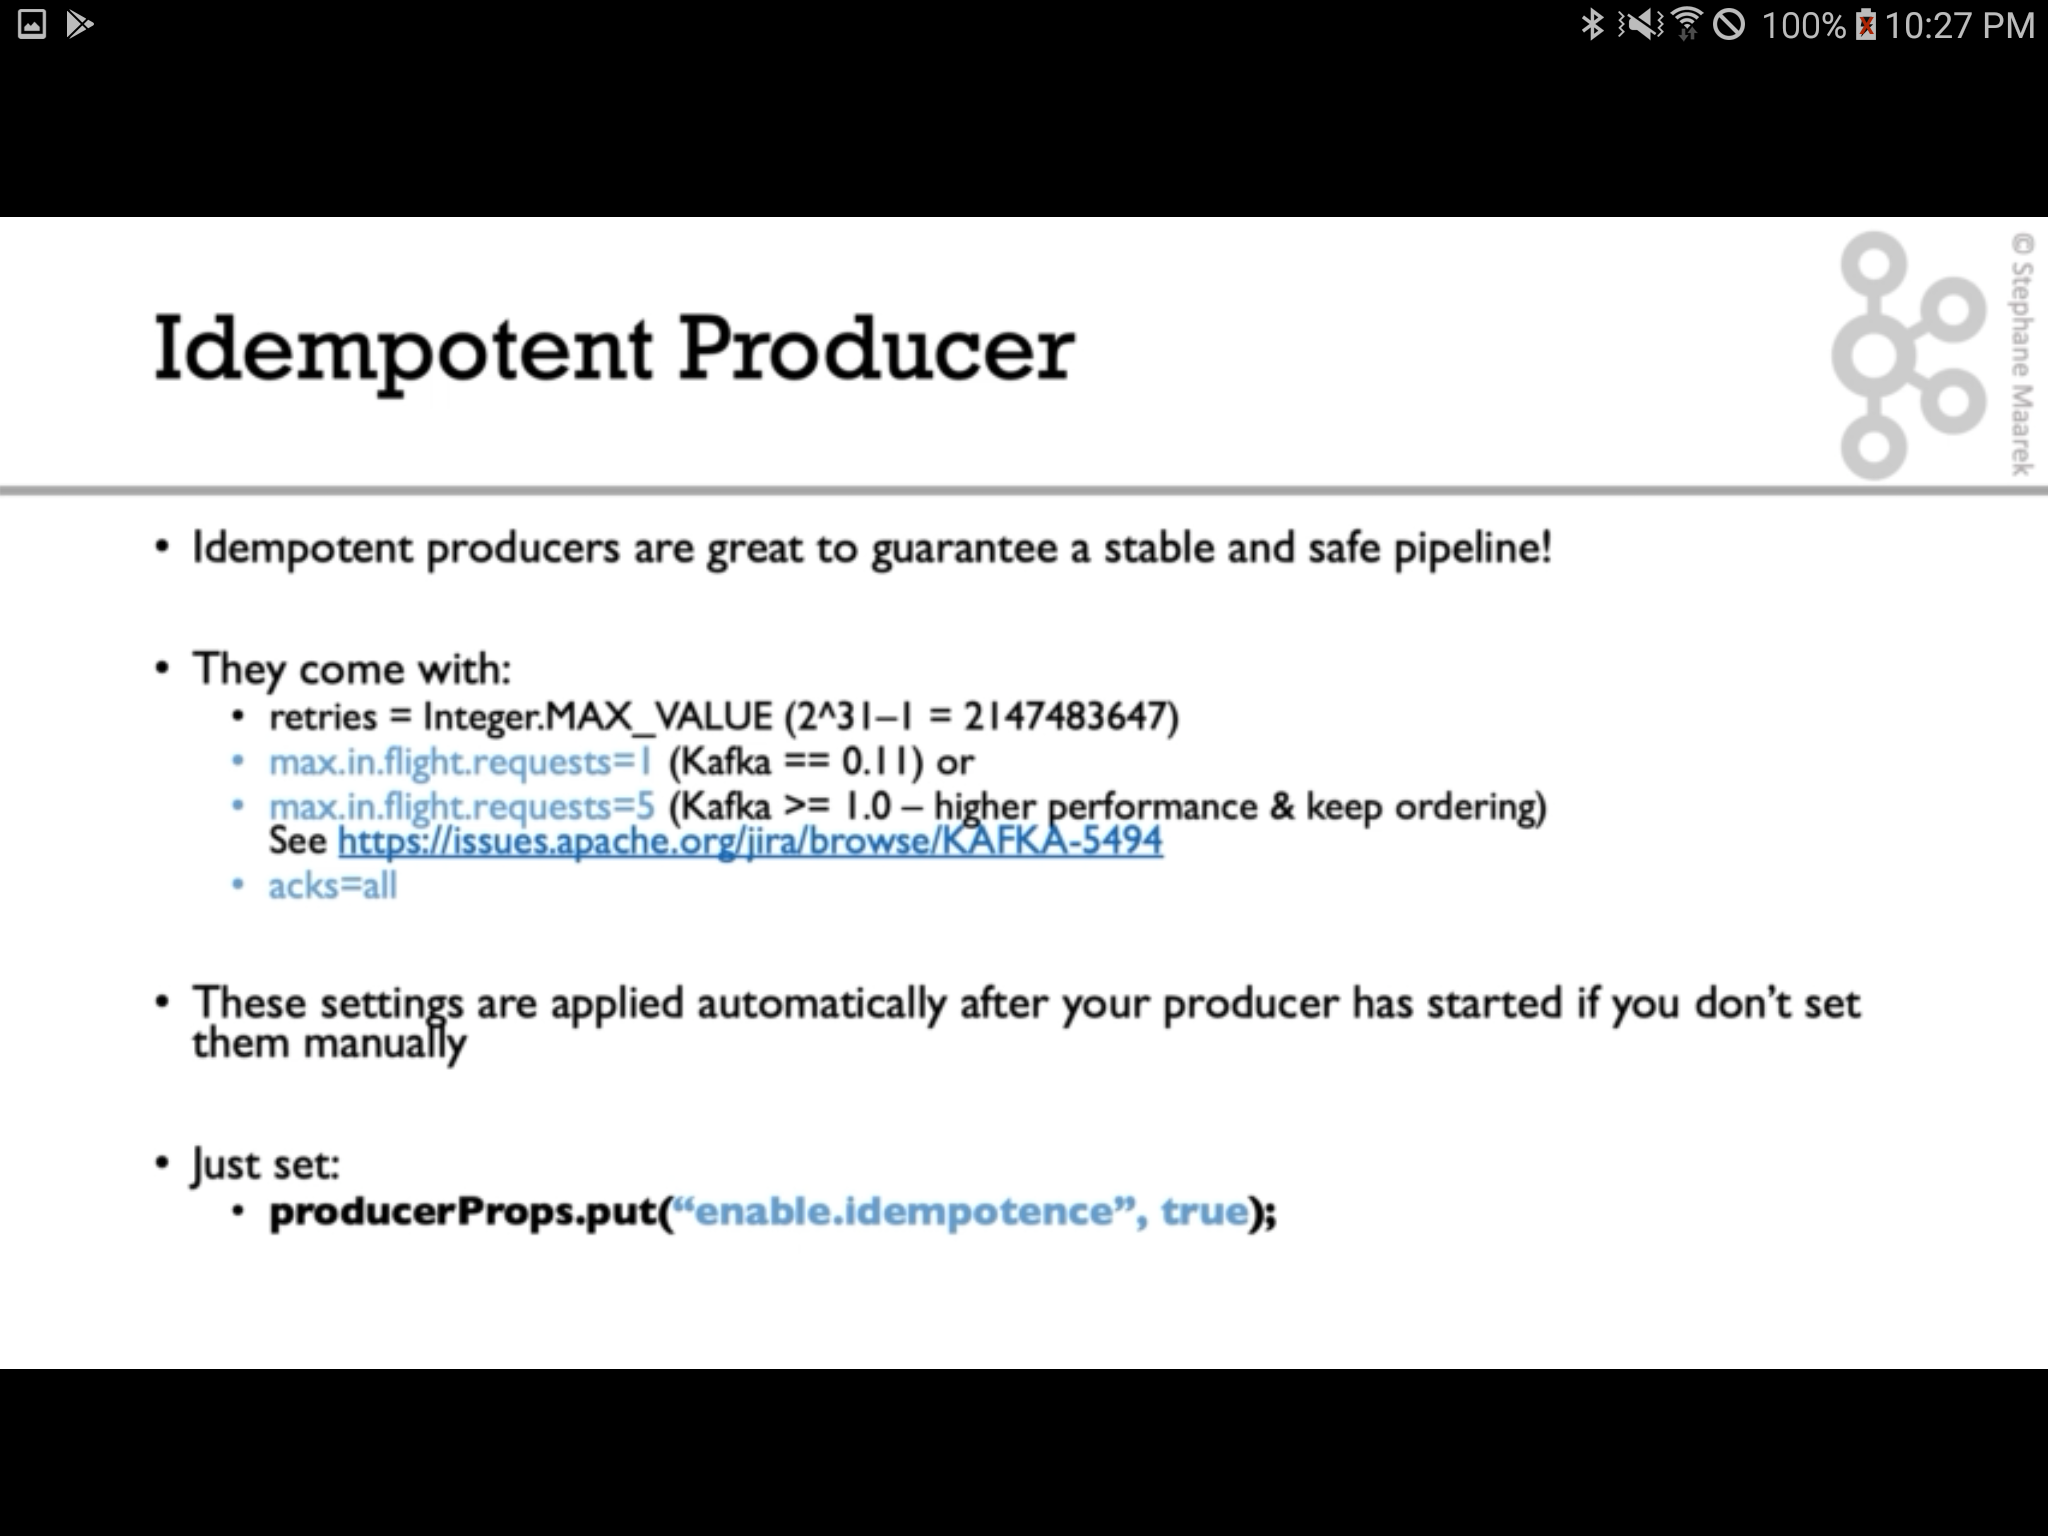 100% 10:27 PM
Idempotent Producer
© Stephane Maarek
• Idempotent producers are great to guarantee a stable and safe pipeline!
• They come with:
• retries = Integer.MAX_VALUE (2^31–1 = 2147483647)
• max.in.flight.requests=1 (Kafka == 0.11) or
• max.in.flight.requests=5 (Kafka >= 1.0 – higher performance & keep ordering)
See https://issues.apache.org/jira/browse/KAFKA-5494
• acks=all
• These settings are applied automatically after your producer has started if you don’t set
them manually
• Just set:
• producerProps.put(“enable.idempotence”, true);